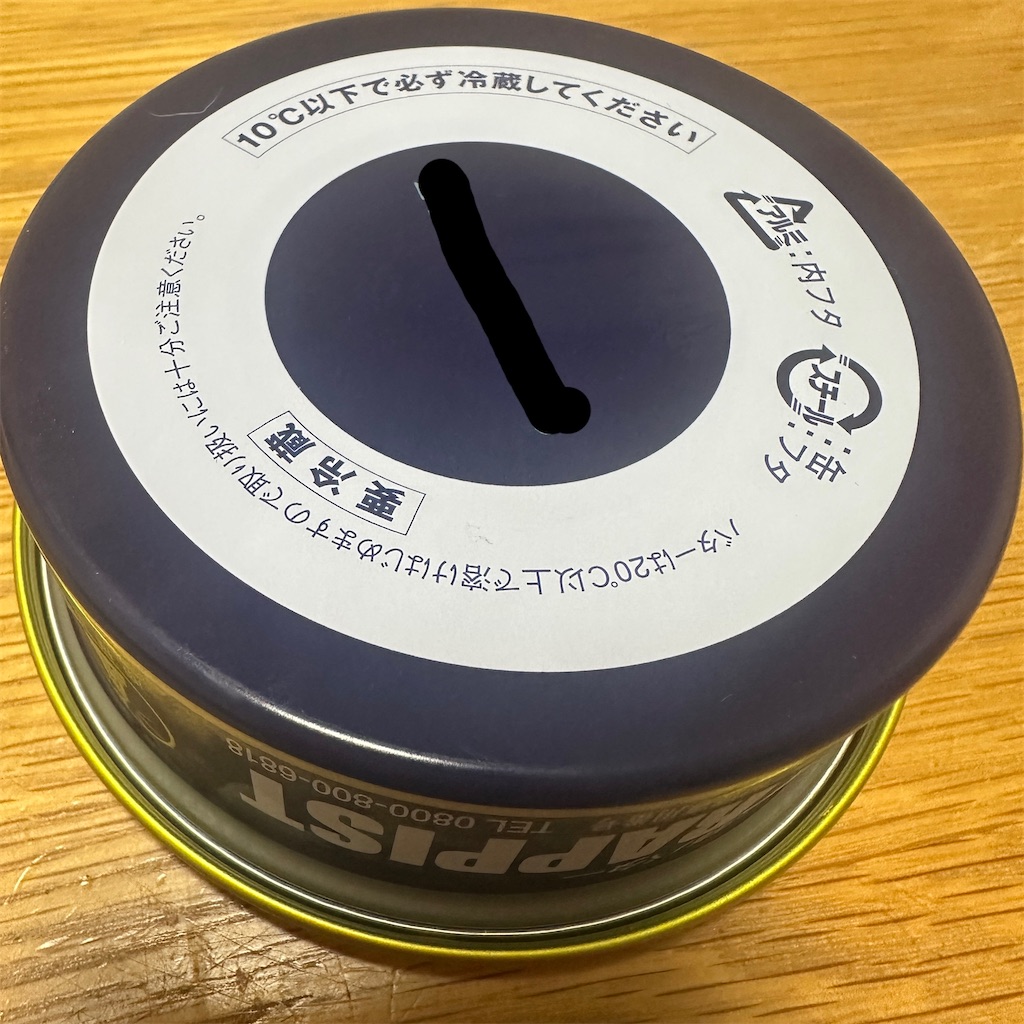 10℃以下で必ず冷蔵してください
アルミ:内フタ
スチール:缶
:フタ
バターは20℃以上で溶けはじめますので取り扱いには十分ご注意ください。
要冷蔵
TEL 0800-800-6818
RAPPIST